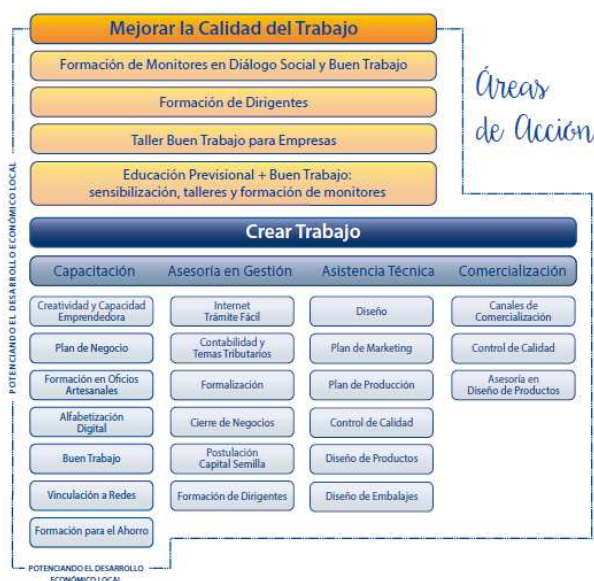 Mejorar la Calidad del Trabajo
Formación de Monitores en Diálogo Social y Buen Trabajo
Formación de Dirigentes
Taller Buen Trabajo para Empresas
Educación Previsional + Buen Trabajo:
sensibilización, talleres y formación de monitores
Áreas
de Acción
POTENCIANDO EL DESARROLLO ECONÓMICO LOCAL
Crear Trabajo
Capacitación
Creatividad y Capacidad
Emprendedora
Plan de Negocio
Formación en Oficios
Artesanales
Alfabetización
Digital
Buen Trabajo
Vinculación a Redes
Formación para el Ahorro
Asesoría en Gestión
Internet
Trámite Fácil
Contabilidad y
Temas Tributarios
Formalización
Cierre de Negocios
Postulación
Capital Semilla
Formación de Dirigentes
Asistencia Técnica
Diseño
Plan de Marketing
Plan de Producción
Control de Calidad
Diseño de Productos
Diseño de Embalajes
Comercialización
Canales de
Comercialización
Control de Calidad
Asesoría en
Diseño de Productos
POTENCIANDO EL DESARROLLO
ECONÓMICO LOCAL